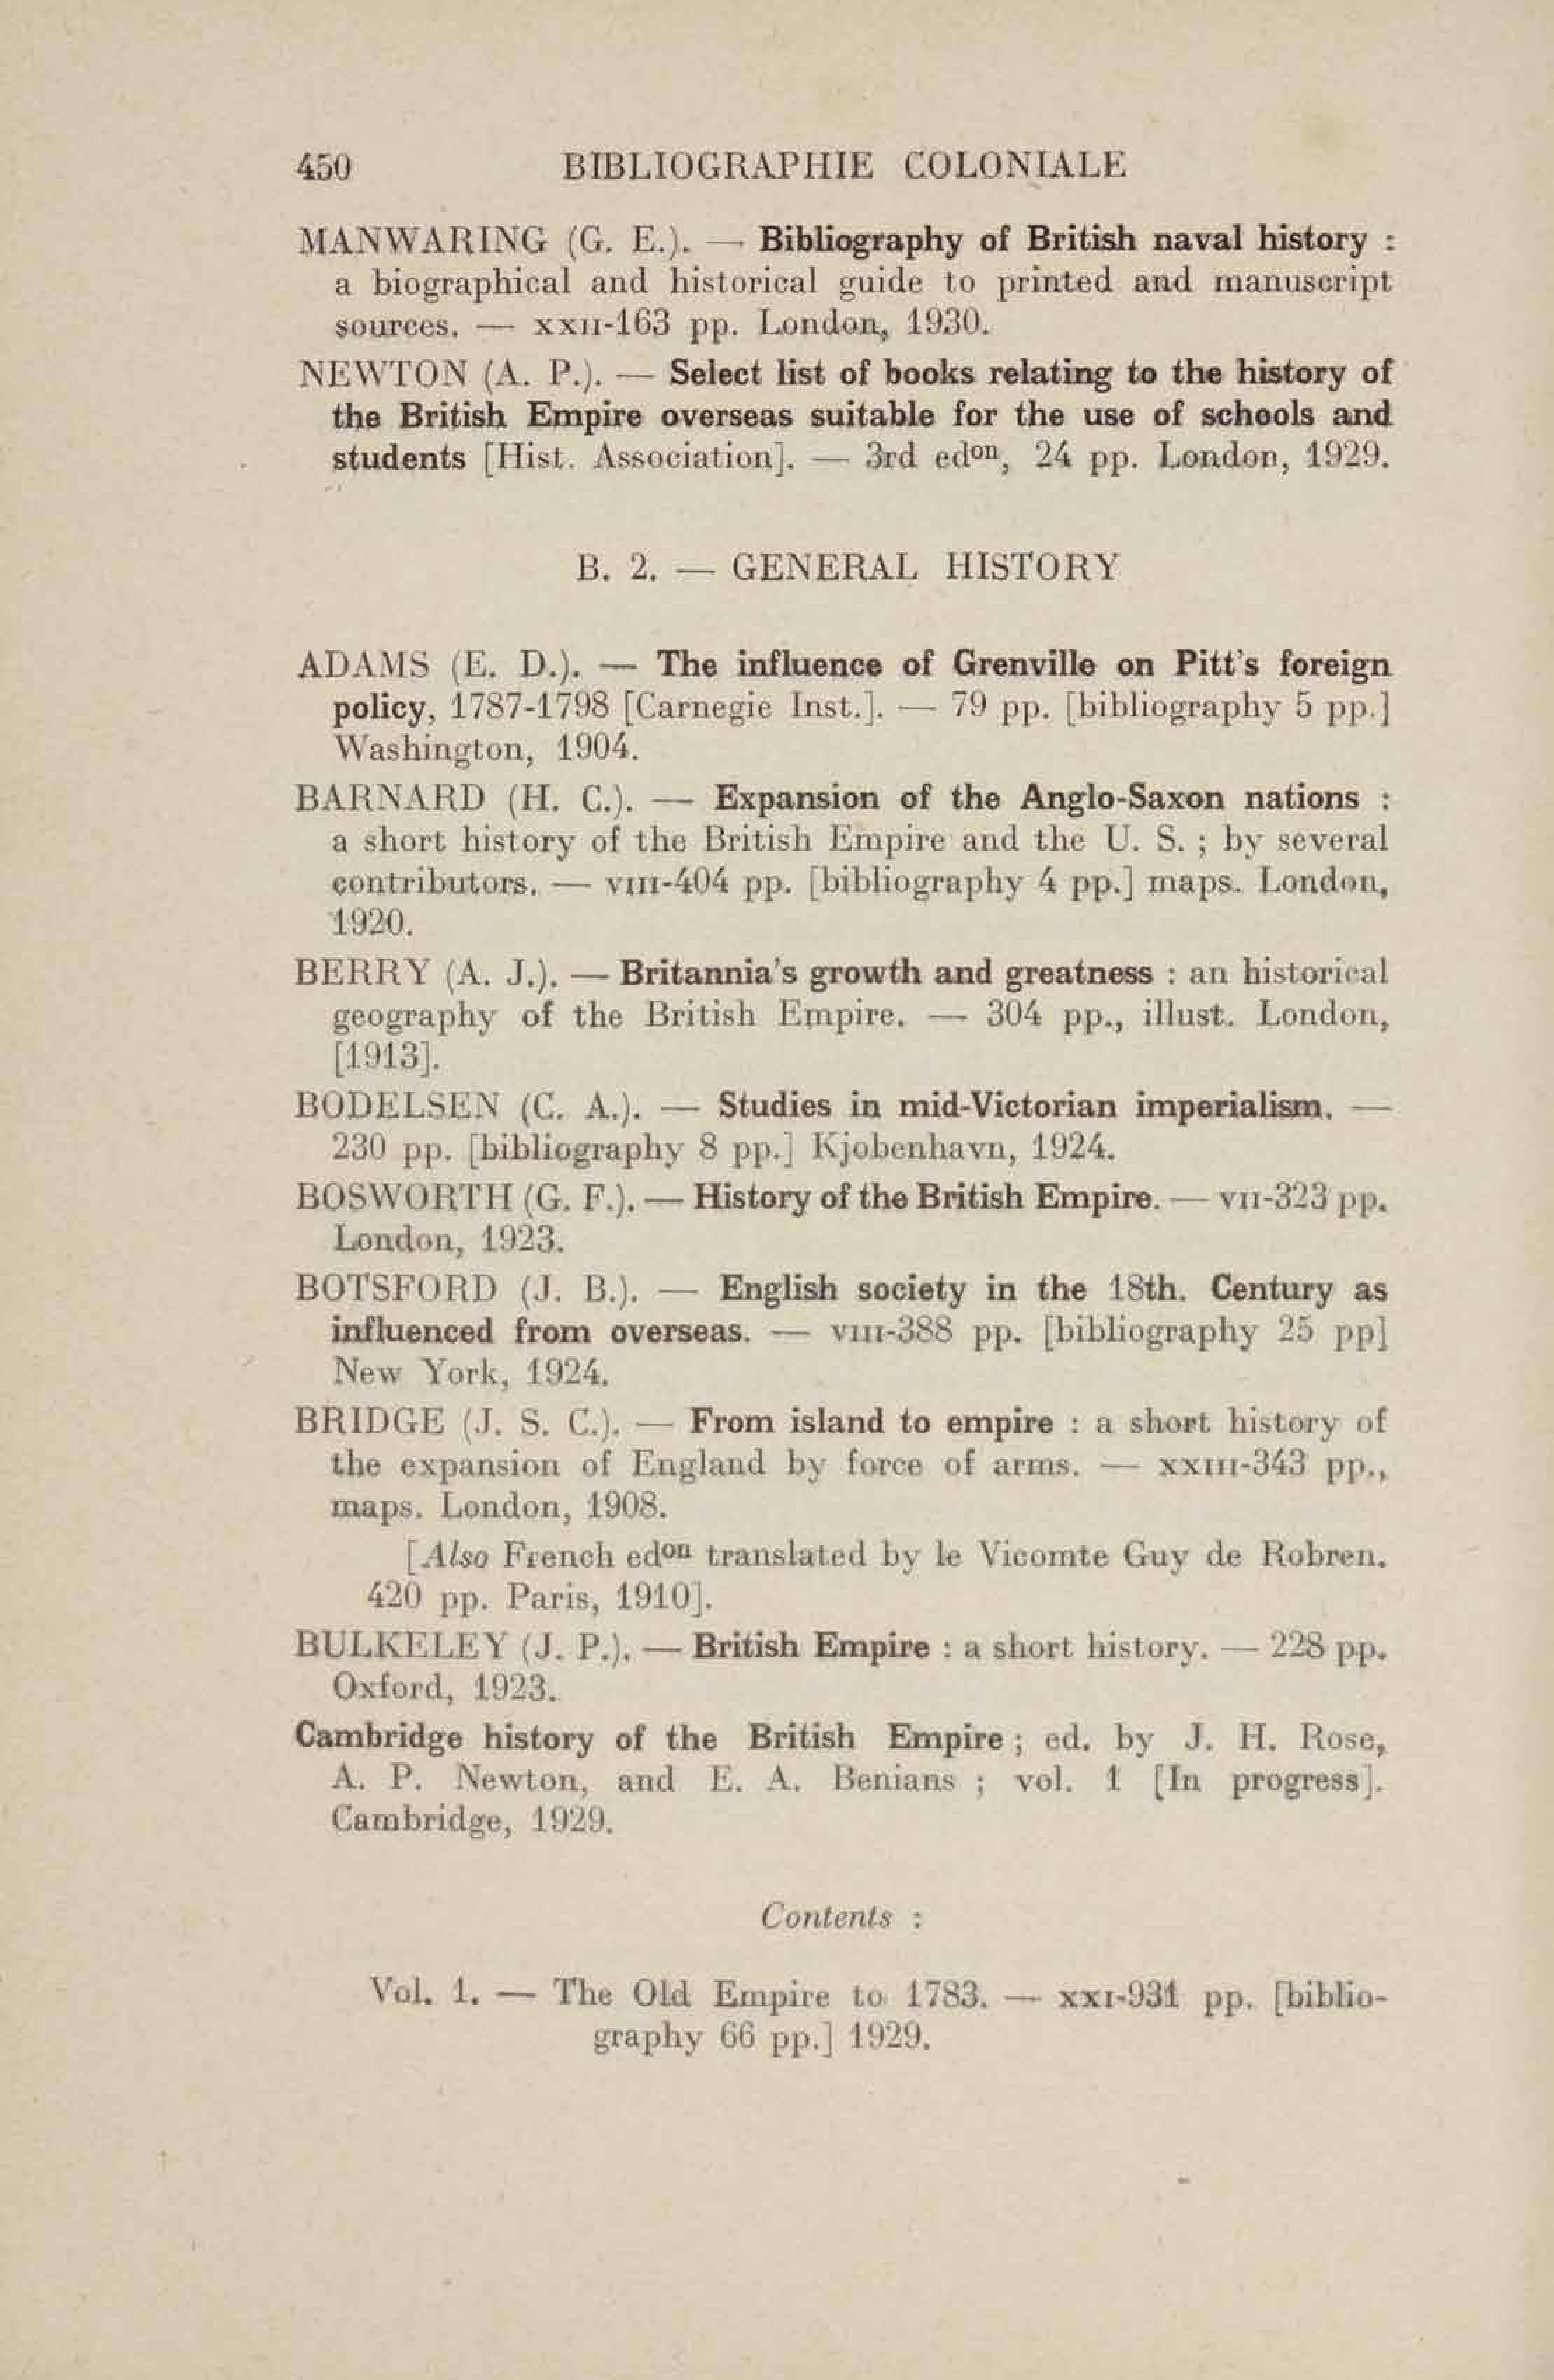 450 BIBLIOGRAPHIE COLONIALE
MANWARING (G. E.). — Bibliography of British naval history :
a biographical and historical guide to printed and manuscript
sources. — XXII-163 pp. London, 1930.
NEWTON (A. P.). — Select list of books relating to the history of
the British Empire overseas suitable for the use of schools and
students [Hist. Association]. — 3rd edon, 24 pp. London, 1929.
B. 2. — GENERAL HISTORY
ADAMS (E. D.). — The influence of Grenville on Pitt's foreign
policy, 1787-1798 [Carnegie Inst.]. — 79 pp. [bibliography 5 pp.]
Washington, 1904.
BARNARD (H. C.). — Expansion of the Anglo-Saxon nations :
a short history of the British Empire and the U. S. ; by several
contributors. — VIII-404 pp. [bibliography 4 pp.] maps. London,
1920.
BERRY (A. J.). — Britannia's growth and greatness : an historical
geography of the British Empire. — 304 pp., illust. London,
[1913].
BODELSEN (C. A.). — Studies in mid-Victorian imperialism. —
230 pp. [bibliography 8 pp.] Kjobenhavn, 1924.
BOSWORTH (G. F.). — History of the British Empire. — VII-323 pp.
London, 1923.
BOTSFORD (J. B.). — English society in the 18th. Century as
influenced from overseas. — VIII-388 pp. [bibliography 25 pp]
New York, 1924.
BRIDGE (J. S. C.). — From island to empire : a short history of
the expansion of England by force of arms. — XXIII-343 pp.,
maps. London, 1908.
[Also French edon translated by le Vicomte Guy de Robren.
420 pp. Paris, 1910].
BULKELEY (J. P.). — British Empire : a short history. — 228 pp.
Oxford, 1923.
Cambridge history of the British Empire ; ed. by J. H. Rose,
A. P. Newton, and E. A. Benians ; vol. 1 [In progress].
Cambridge, 1929.
Contents :
Vol. 1. — The Old Empire to 1783. — XXI-931 pp. [biblio-
graphy 66 pp.] 1929.